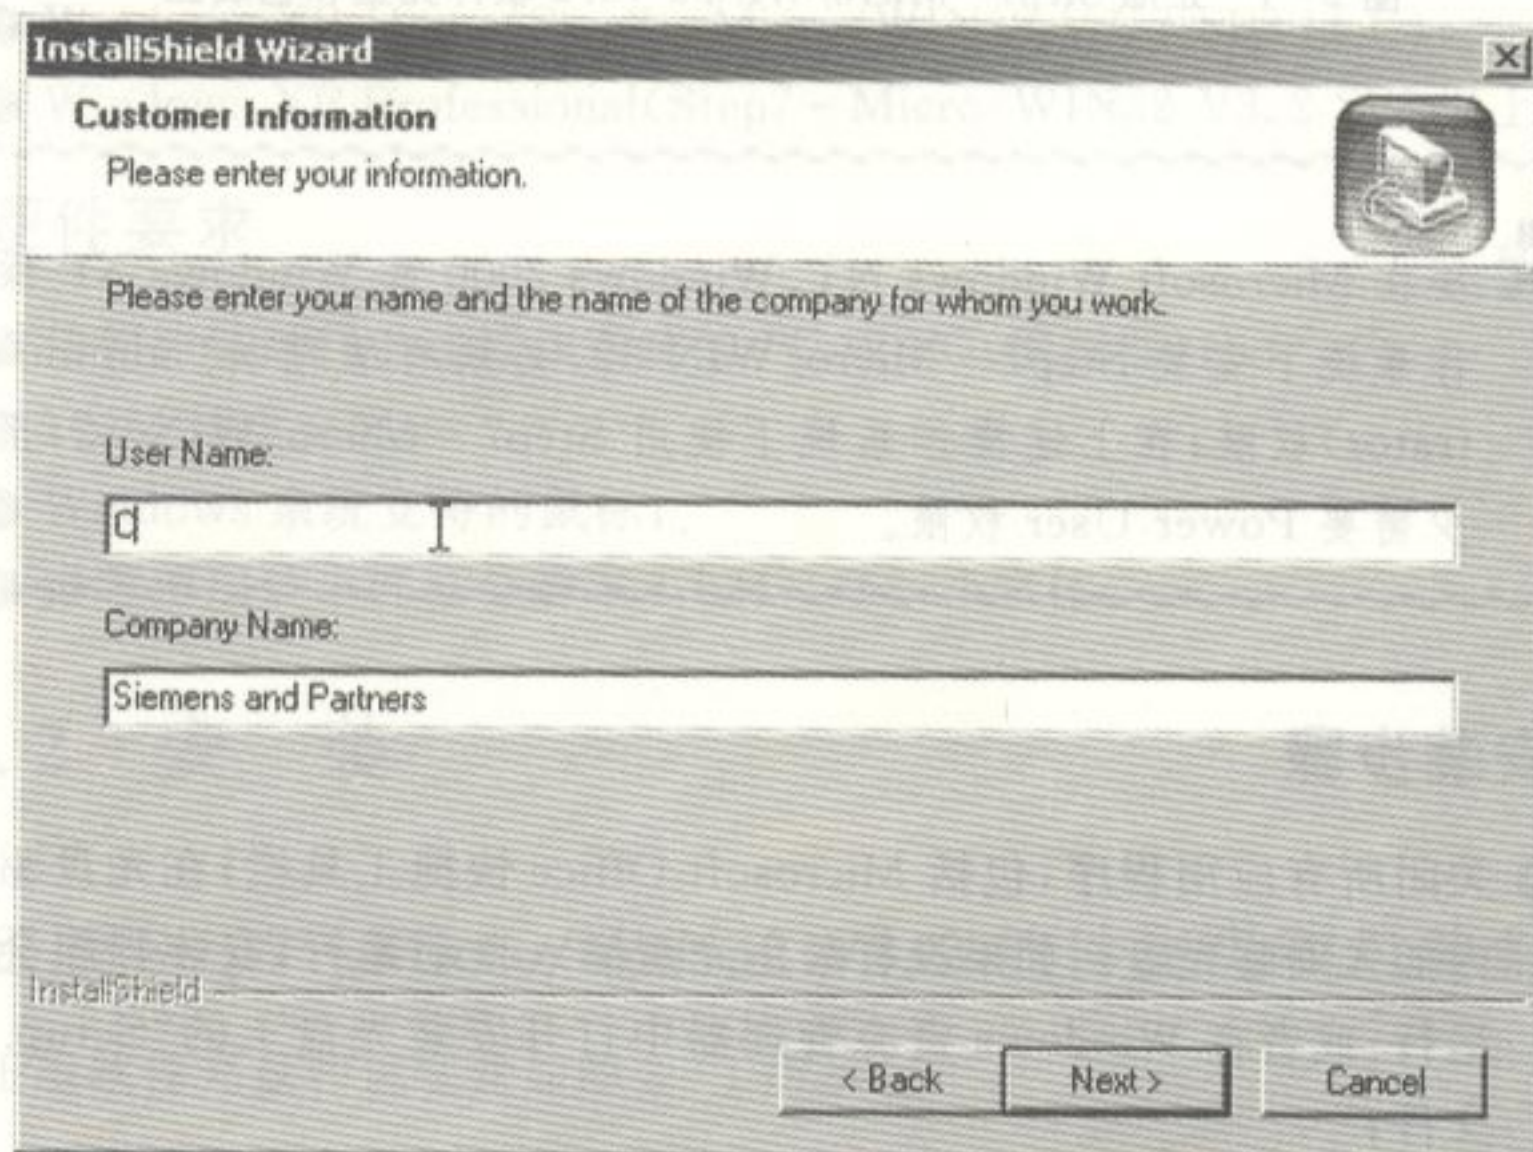 InstallShield Wizard
Customer Information
Please enter your information.
Please enter your name and the name of the company for whom you work.
User Name:
C
Company Name:
Siemens and Partners
InstallShield
< Back
Next >
Cancel